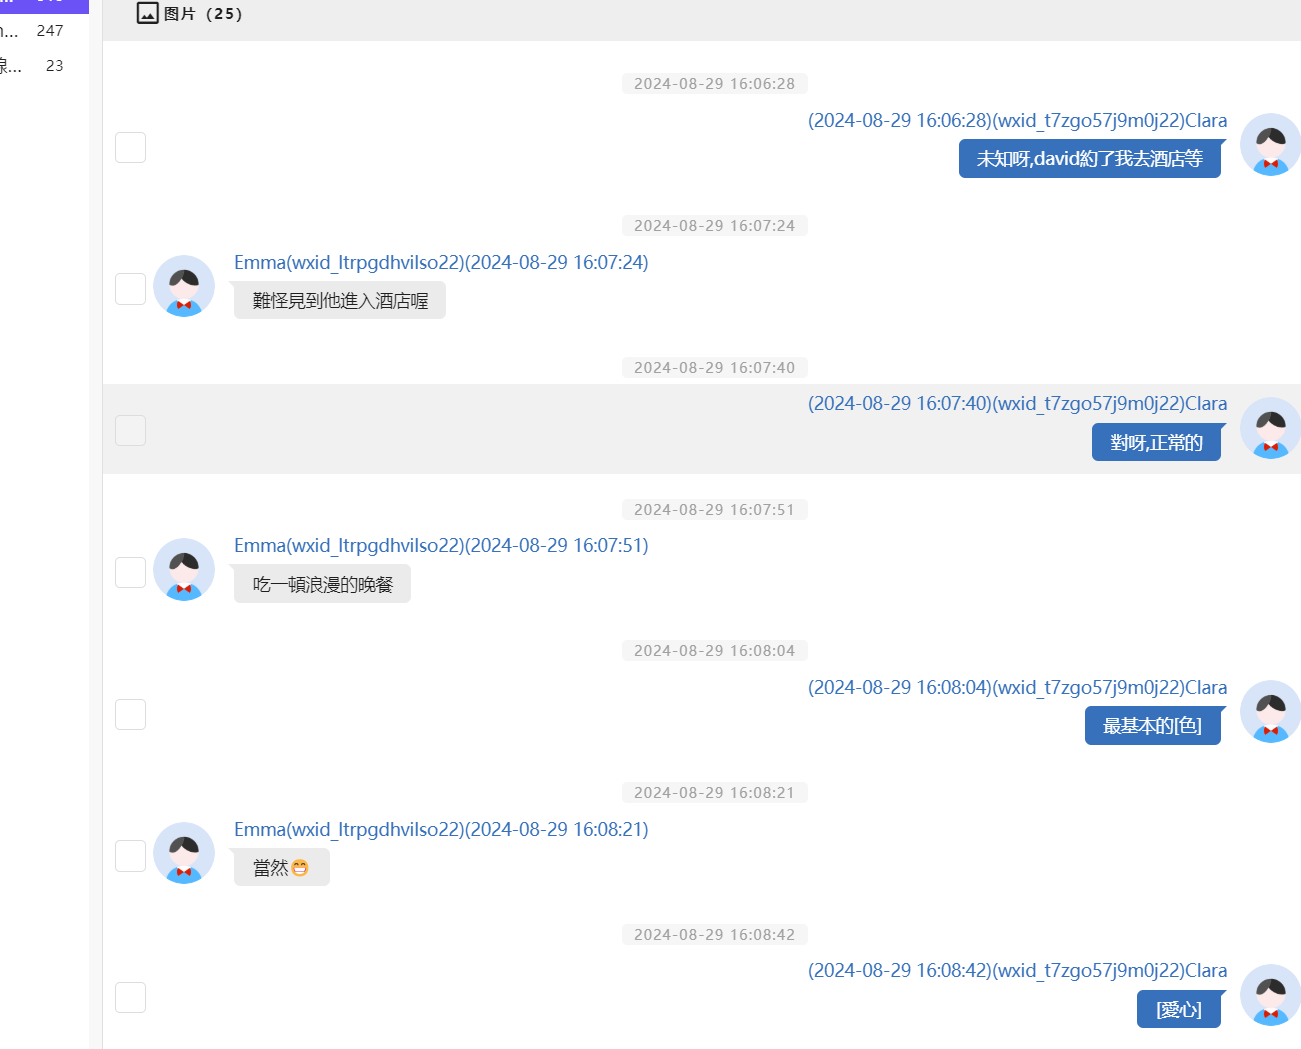 247
23
图片（25）
2024-08-29 16:06:28
(2024-08-29 16:06:28)(wxid_t7zgo57j9m0j22)Clara
未知呀,david約了我去酒店等
2024-08-29 16:07:24
Emma(wxid_ltrpgdhvilso22)(2024-08-29 16:07:24)
難怪見到他進入酒店喔
2024-08-29 16:07:40
(2024-08-29 16:07:40)(wxid_t7zgo57j9m0j22)Clara
對呀,正常的
2024-08-29 16:07:51
Emma(wxid_ltrpgdhvilso22)(2024-08-29 16:07:51)
吃一頓浪漫的晚餐
2024-08-29 16:08:04
(2024-08-29 16:08:04)(wxid_t7zgo57j9m0j22)Clara
最基本的[色]
2024-08-29 16:08:21
Emma(wxid_ltrpgdhvilso22)(2024-08-29 16:08:21)
當然😁
2024-08-29 16:08:42
(2024-08-29 16:08:42)(wxid_t7zgo57j9m0j22)Clara
[愛心]